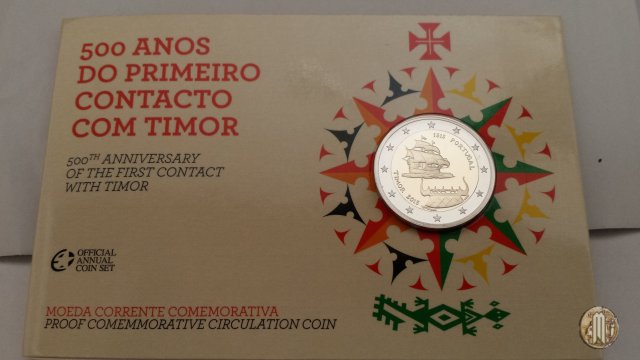 500 ANOS
DO PRIMEIRO
CONTACTO
COM TIMOR
500TH ANNIVERSARY
OF THE FIRST CONTACT
WITH TIMOR
OFFICIAL
ANNUAL
COIN SET
1515 PORTUGAL
TIMOR 2015
MOEDA CORRENTE COMEMORATIVA
PROOF COMEMMORATIVE CIRCULATION COIN